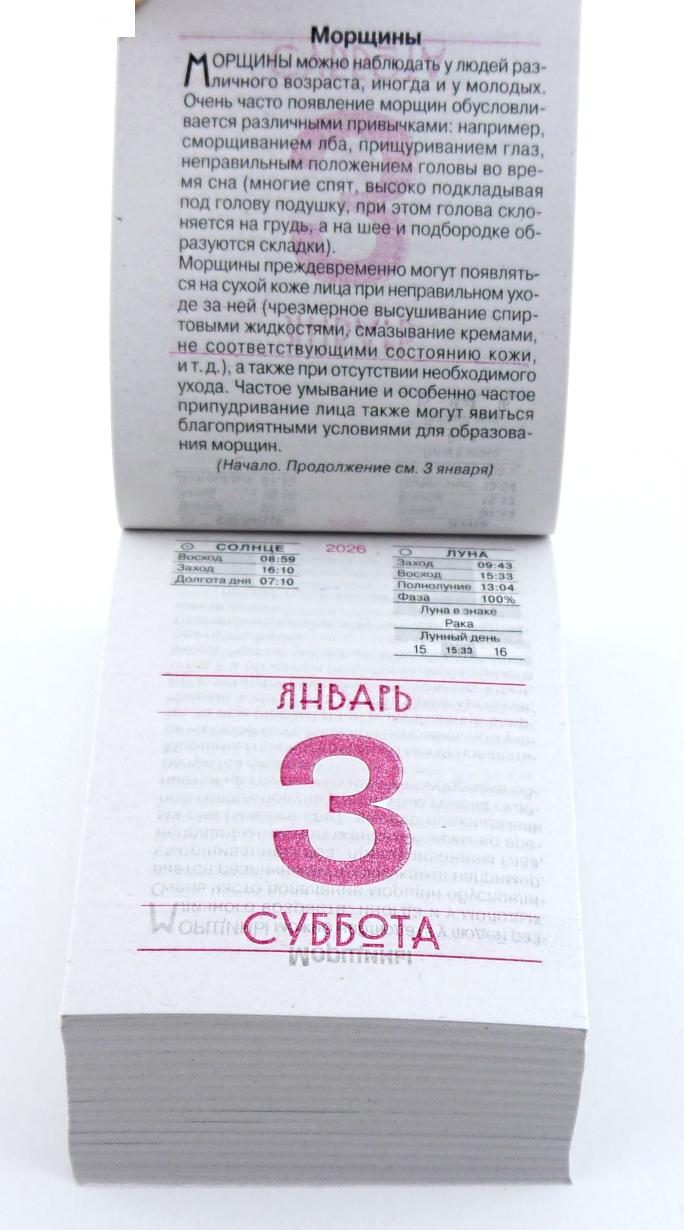 Морщины
МОРЩИНЫ можно наблюдать у людей раз-
личного возраста, иногда и у молодых.
Очень часто появление морщин обусловли-
вается различными привычками: например,
сморщиванием лба, прищуриванием глаз,
неправильным положением головы во вре-
мя сна (многие спят, высоко подкладывая
под голову подушку, при этом голова скло-
няется на грудь, а на шее и подбородке об-
разуются складки).
Морщины преждевременно могут появлять-
ся на сухой коже лица при неправильном ухо-
де за ней (чрезмерное высушивание спир-
товыми жидкостями, смазывание кремами,
не соответствующими состоянию кожи,
и т. д.), а также при отсутствии необходимого
ухода. Частое умывание и особенно частое
припудривание лица также могут явиться
благоприятными условиями для образова-
ния морщин.
(Начало. Продолжение см. 3 января)
СОЛНЦЕ 2026 ЛУНА
Восход 08:59
Заход 16:10
Долгота дня 07:10
Заход 09:43
Восход 15:33
Полнолуние 13:04
Фаза 100%
Луна в знаке
Рака
Лунный день
15 15:33 16
ЯНВАРЬ
3
СУББОТА